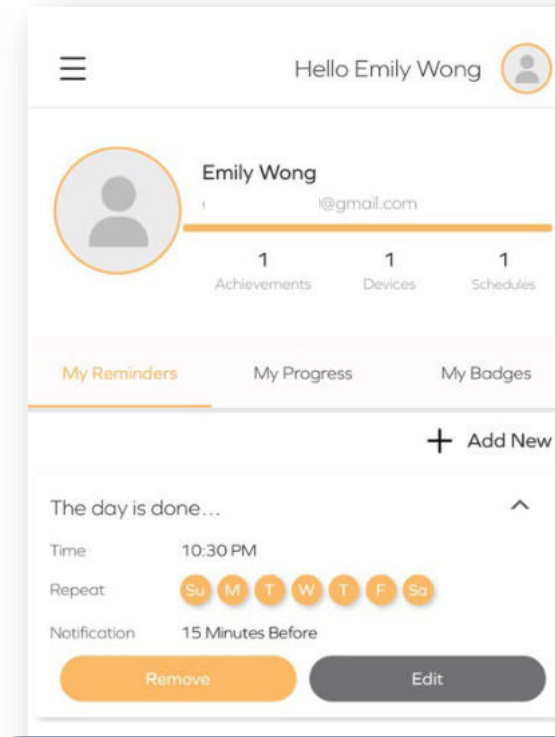 Hello Emily Wong
Emily Wong
@gmail.com
1 1 1
Achievements Devices Schedules
My Reminders My Progress My Badges
+ Add New
The day is done...
Time 10:30 PM
Repeat Su M T W T F Sa
Notification 15 Minutes Before
Remove Edit